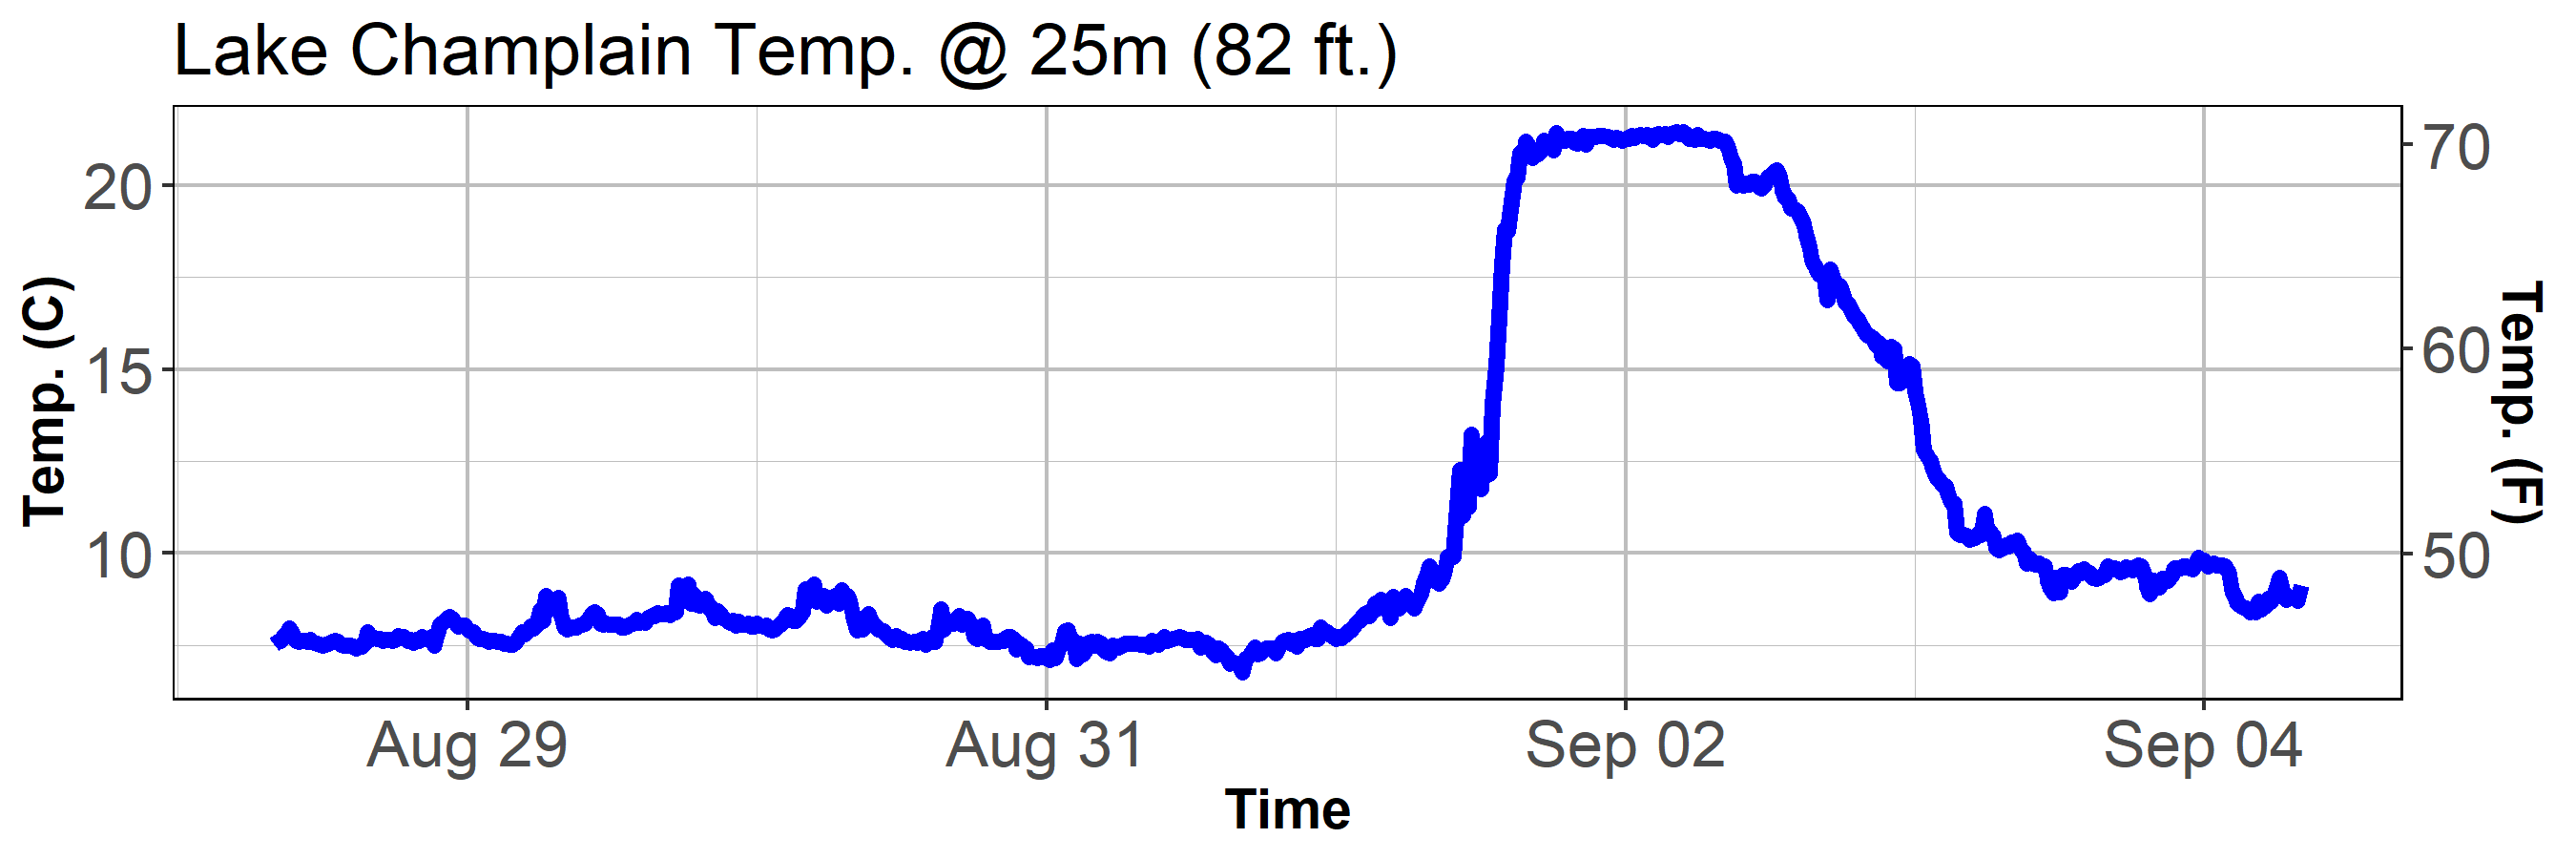 Lake Champlain Temp. @ 25m (82 ft.)
20
15
10
Temp. (C)
70
60
50
Temp. (F)
Aug 29
Aug 31
Sep 02
Sep 04
Time